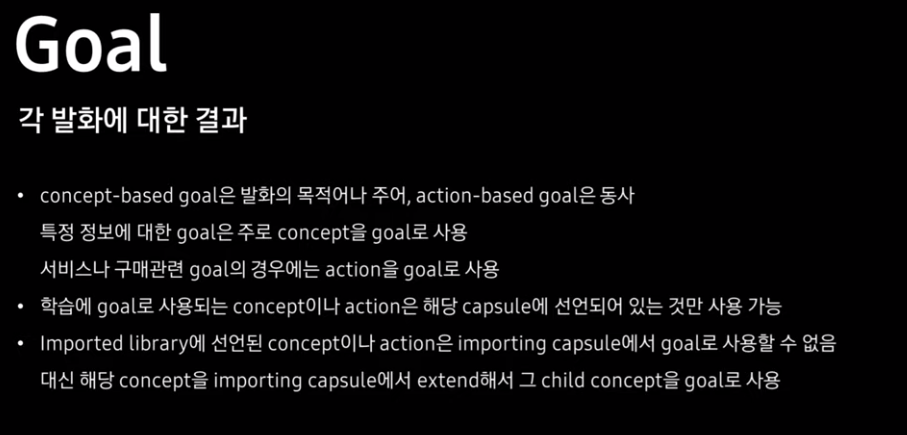 Goal
각 발화에 대한 결과
• concept-based goal은 발화의 목적어나 주어, action-based goal은 동사
특정 정보에 대한 goal은 주로 concept을 goal로 사용
서비스나 구매관련 goal의 경우에는 action을 goal로 사용
• 학습에 goal로 사용되는 concept이나 action은 해당 capsule에 선언되어 있는 것만 사용 가능
• Imported library에 선언된 concept이나 action은 importing capsule에서 goal로 사용할 수 없음
대신 해당 concept을 importing capsule에서 extend해서 그 child concept을 goal로 사용